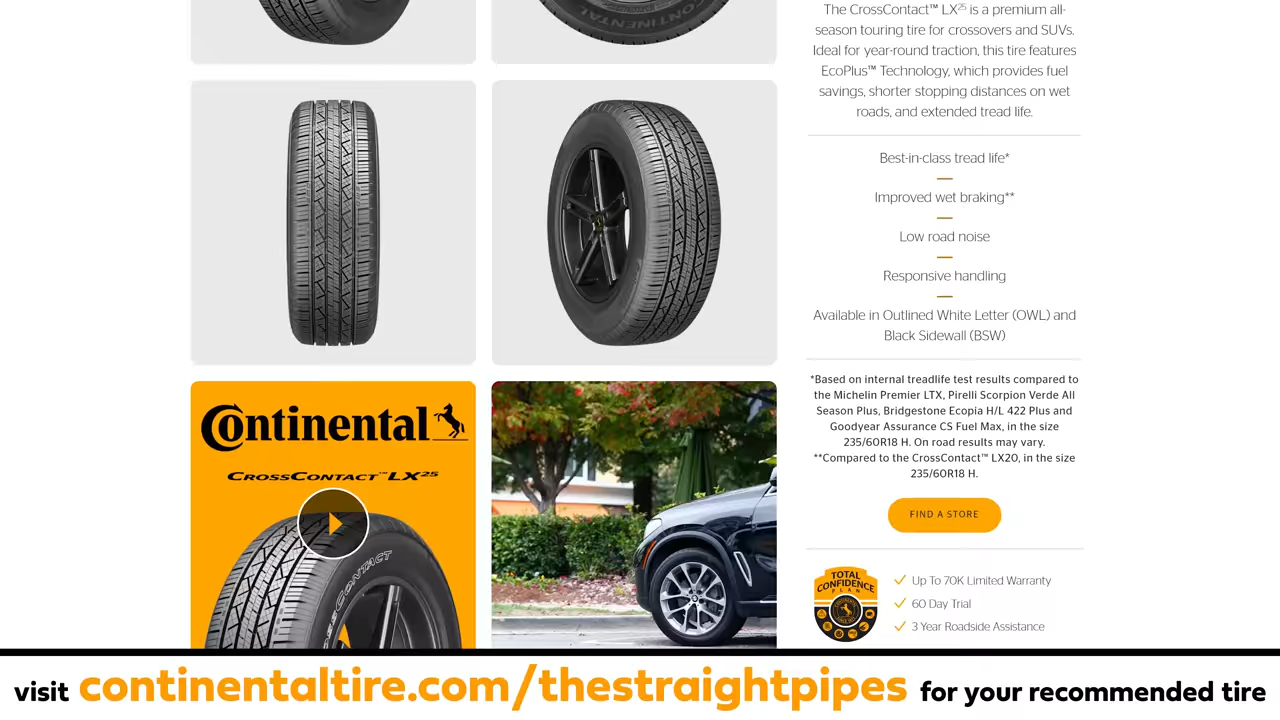 CONTINENTAL
The CrossContact™ LX²⁵ is a premium all-
season touring tire for crossovers and SUVs.
Ideal for year-round traction, this tire features
EcoPlus™ Technology, which provides fuel
savings, shorter stopping distances on wet
roads, and extended tread life.
Best-in-class tread life*
Improved wet braking**
Low road noise
Responsive handling
Available in Outlined White Letter (OWL) and
Black Sidewall (BSW)
*Based on internal treadlife test results compared to
the Michelin Premier LTX, Pirelli Scorpion Verde All
Season Plus, Bridgestone Ecopia H/L 422 Plus and
Goodyear Assurance CS Fuel Max, in the size
235/60R18 H. On road results may vary.
**Compared to the CrossContact™ LX20, in the size
235/60R18 H.
FIND A STORE
Continental
CROSSCONTACT™ LX²⁵
CROSSCONTACT
TOTAL
CONFIDENCE
PLAN
Up To 70K Limited Warranty
60 Day Trial
3 Year Roadside Assistance
visit continentaltire.com/thestraightpipes for your recommended tire